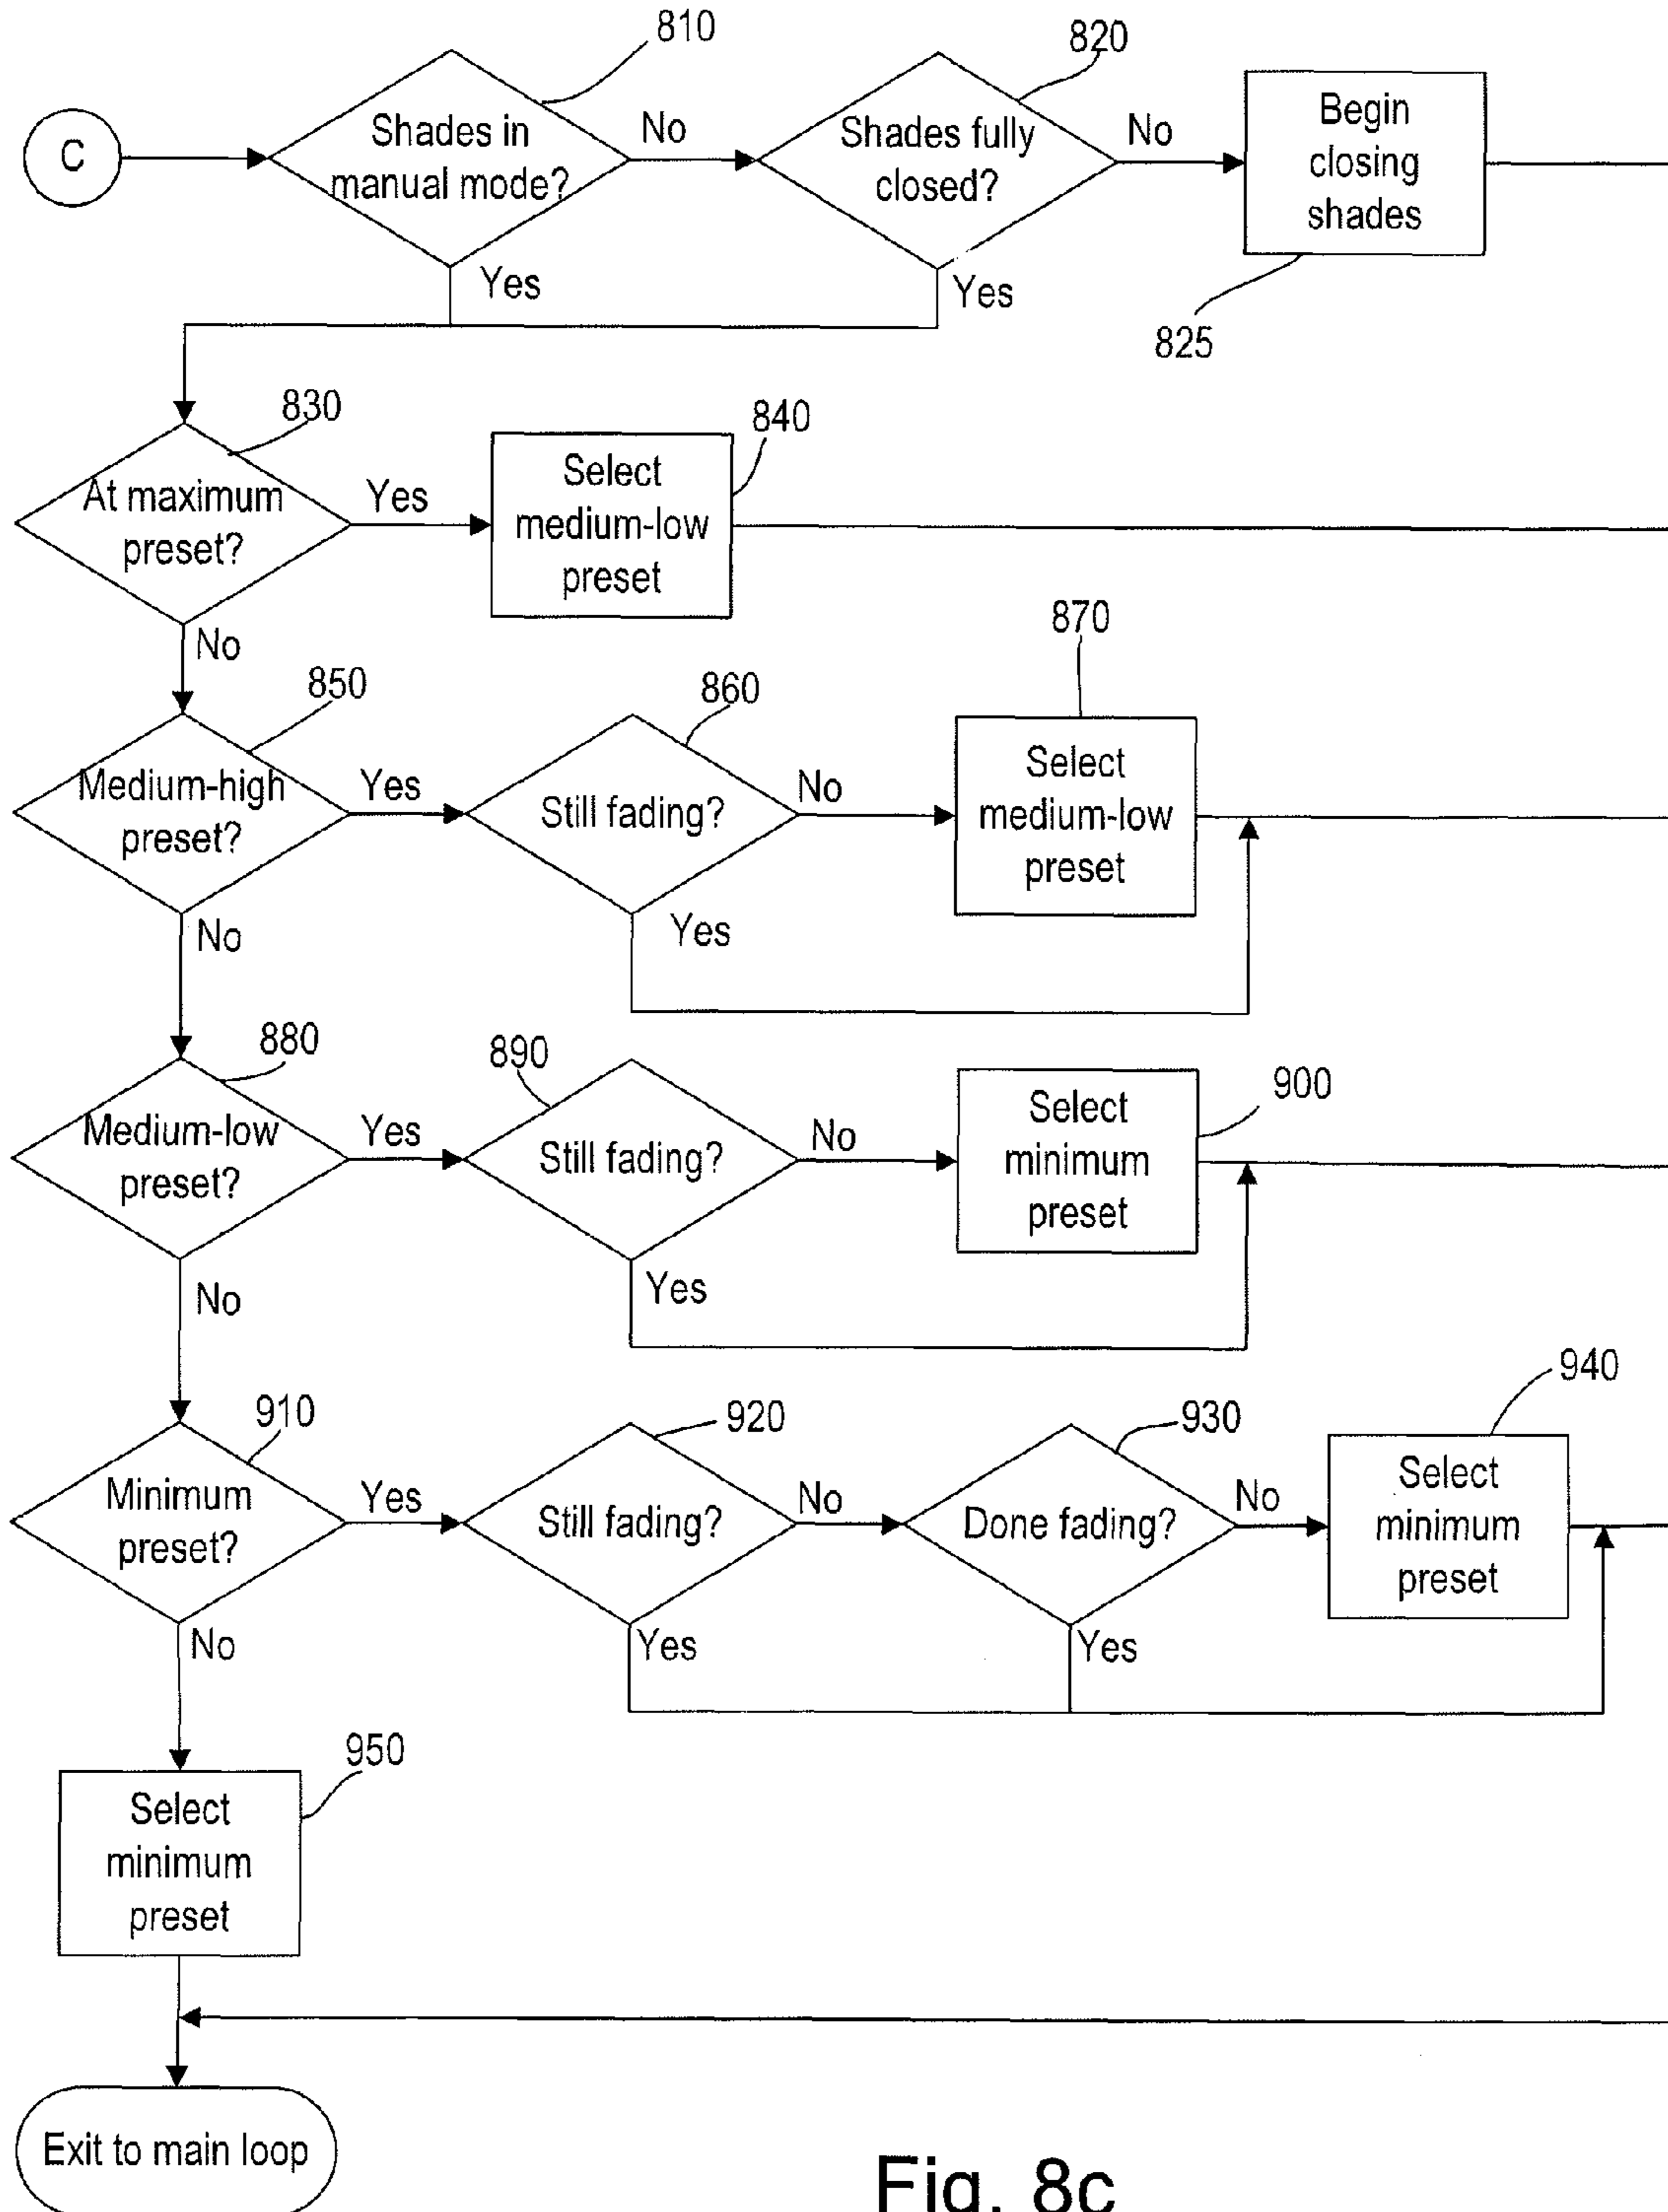 810
820
C
Shades in
manual mode?
No
Shades fully
closed?
No
Begin
closing
shades
Yes
Yes
825
830
840
At maximum
preset?
Yes
Select
medium-low
preset
No
850
860
870
Medium-high
preset?
Yes
Still fading?
No
Select
medium-low
preset
No
Yes
880
890
900
Medium-low
preset?
Yes
Still fading?
No
Select
minimum
preset
No
Yes
910
920
930
940
Minimum
preset?
Yes
Still fading?
No
Done fading?
No
Select
minimum
preset
No
Yes
Yes
950
Select
minimum
preset
Exit to main loop
Fig. 8c